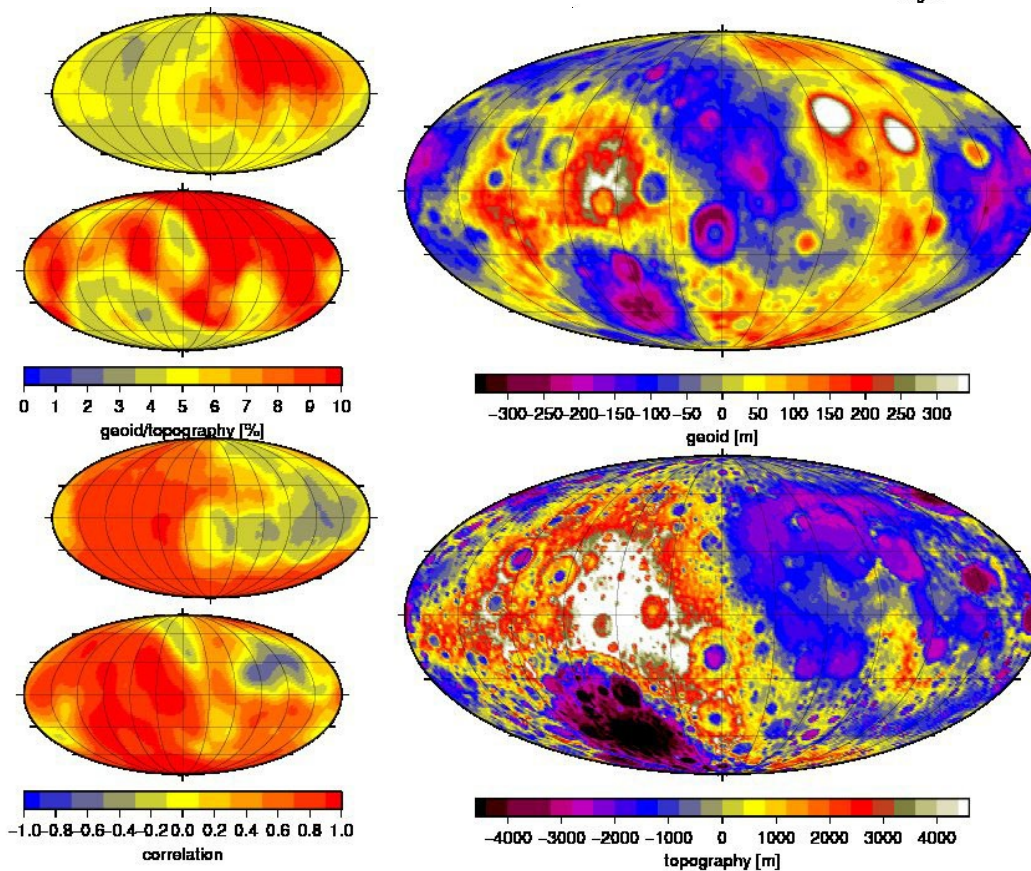 0 1 2 3 4 5 6 7 8 9 10
geoid/topography [%]
-1.0-0.8-0.6-0.4-0.2 0.0 0.2 0.4 0.6 0.8 1.0
correlation
-300-250-200-150-100 -50 0 50 100 150 200 250 300
geoid [m]
-4000 -3000 -2000 -1000 0 1000 2000 3000 4000
topography [m]